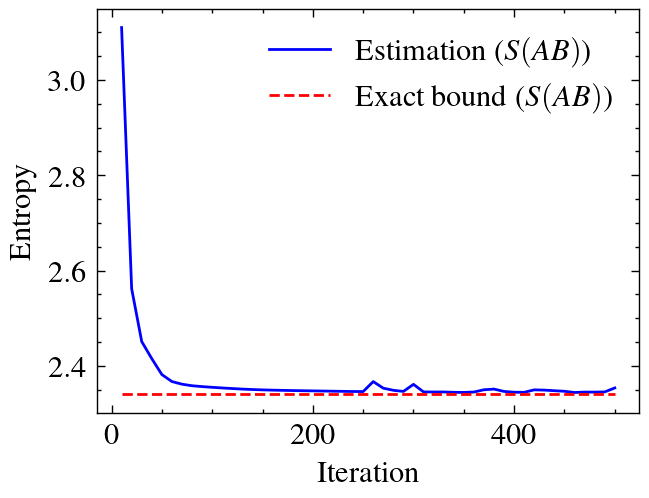 Estimation (S(AB))
Exact bound (S(AB))
3.0
2.8
2.6
2.4
Entropy
0
200
400
Iteration